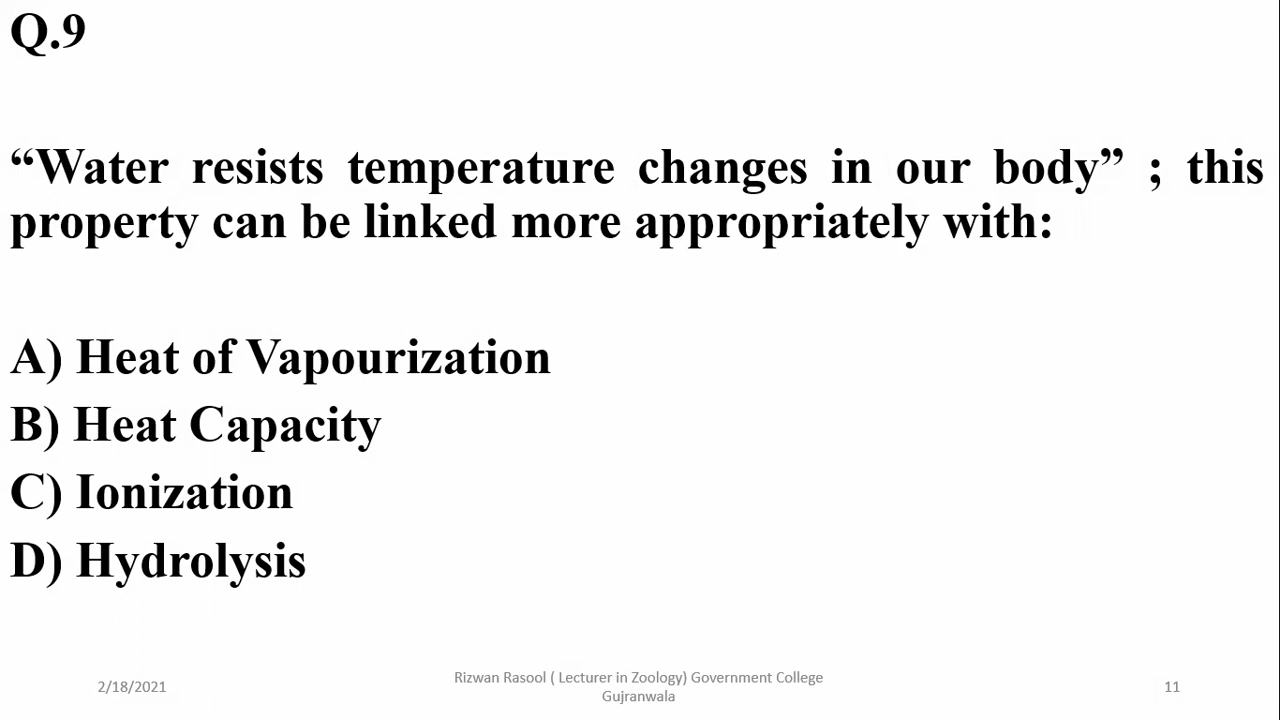 Q.9
“Water resists temperature changes in our body” ; this
property can be linked more appropriately with:
A) Heat of Vapourization
B) Heat Capacity
C) Ionization
D) Hydrolysis
2/18/2021
Rizwan Rasool ( Lecturer in Zoology) Government College
Gujranwala
11